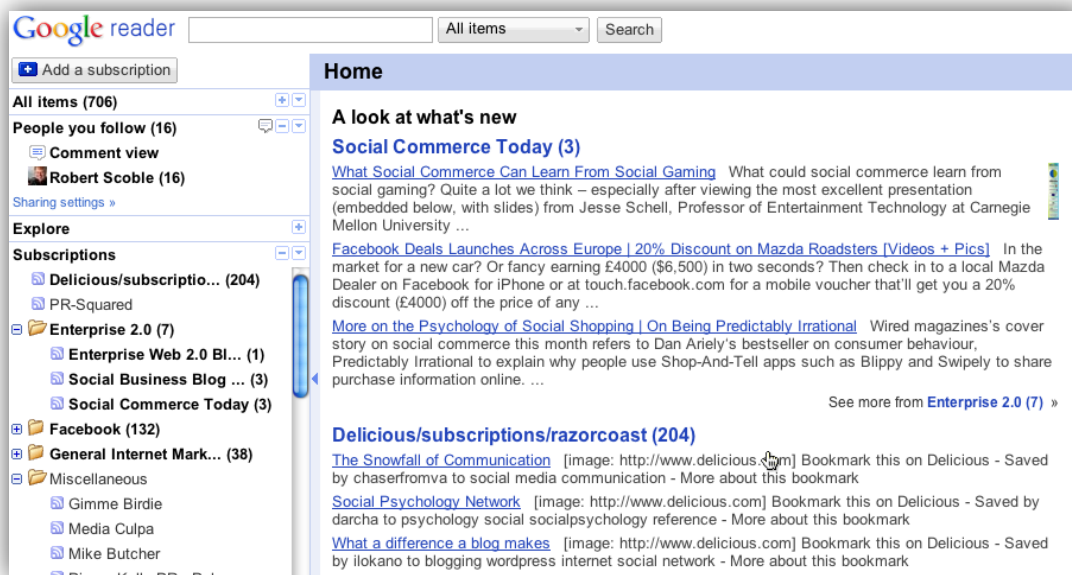 Google reader
All items
Search
Add a subscription
All items (706)
People you follow (16)
Comment view
Robert Scoble (16)
Sharing settings »
Explore
Subscriptions
Delicious/subscriptio... (204)
PR-Squared
Enterprise 2.0 (7)
Enterprise Web 2.0 Bl... (1)
Social Business Blog ... (3)
Social Commerce Today (3)
Facebook (132)
General Internet Mark... (38)
Miscellaneous
Gimme Birdie
Media Culpa
Mike Butcher
Home
A look at what's new
Social Commerce Today (3)
What Social Commerce Can Learn From Social Gaming What could social commerce learn from
social gaming? Quite a lot we think – especially after viewing the most excellent presentation
(embedded below, with slides) from Jesse Schell, Professor of Entertainment Technology at Carnegie
Mellon University ...
Facebook Deals Launches Across Europe | 20% Discount on Mazda Roadsters [Videos + Pics] In the
market for a new car? Or fancy earning £4000 ($6,500) in two seconds? Then check in to a local Mazda
Dealer on Facebook for iPhone or at touch.facebook.com for a mobile voucher that'll get you a 20%
discount (£4000) off the price of any ...
More on the Psychology of Social Shopping | On Being Predictably Irrational Wired magazines's cover
story on social commerce this month refers to Dan Ariely's bestseller on consumer behaviour,
Predictably Irrational to explain why people use Shop-And-Tell apps such as Blippy and Swipely to share
purchase information online. ...
See more from Enterprise 2.0 (7) »
Delicious/subscriptions/razorcoast (204)
The Snowfall of Communication [image: http://www.delicious.com] Bookmark this on Delicious - Saved
by chaserfromva to social media communication - More about this bookmark
Social Psychology Network [image: http://www.delicious.com] Bookmark this on Delicious - Saved by
darcha to psychology social socialpsychology reference - More about this bookmark
What a difference a blog makes [image: http://www.delicious.com] Bookmark this on Delicious - Saved
by ilokano to blogging wordpress internet social network - More about this bookmark